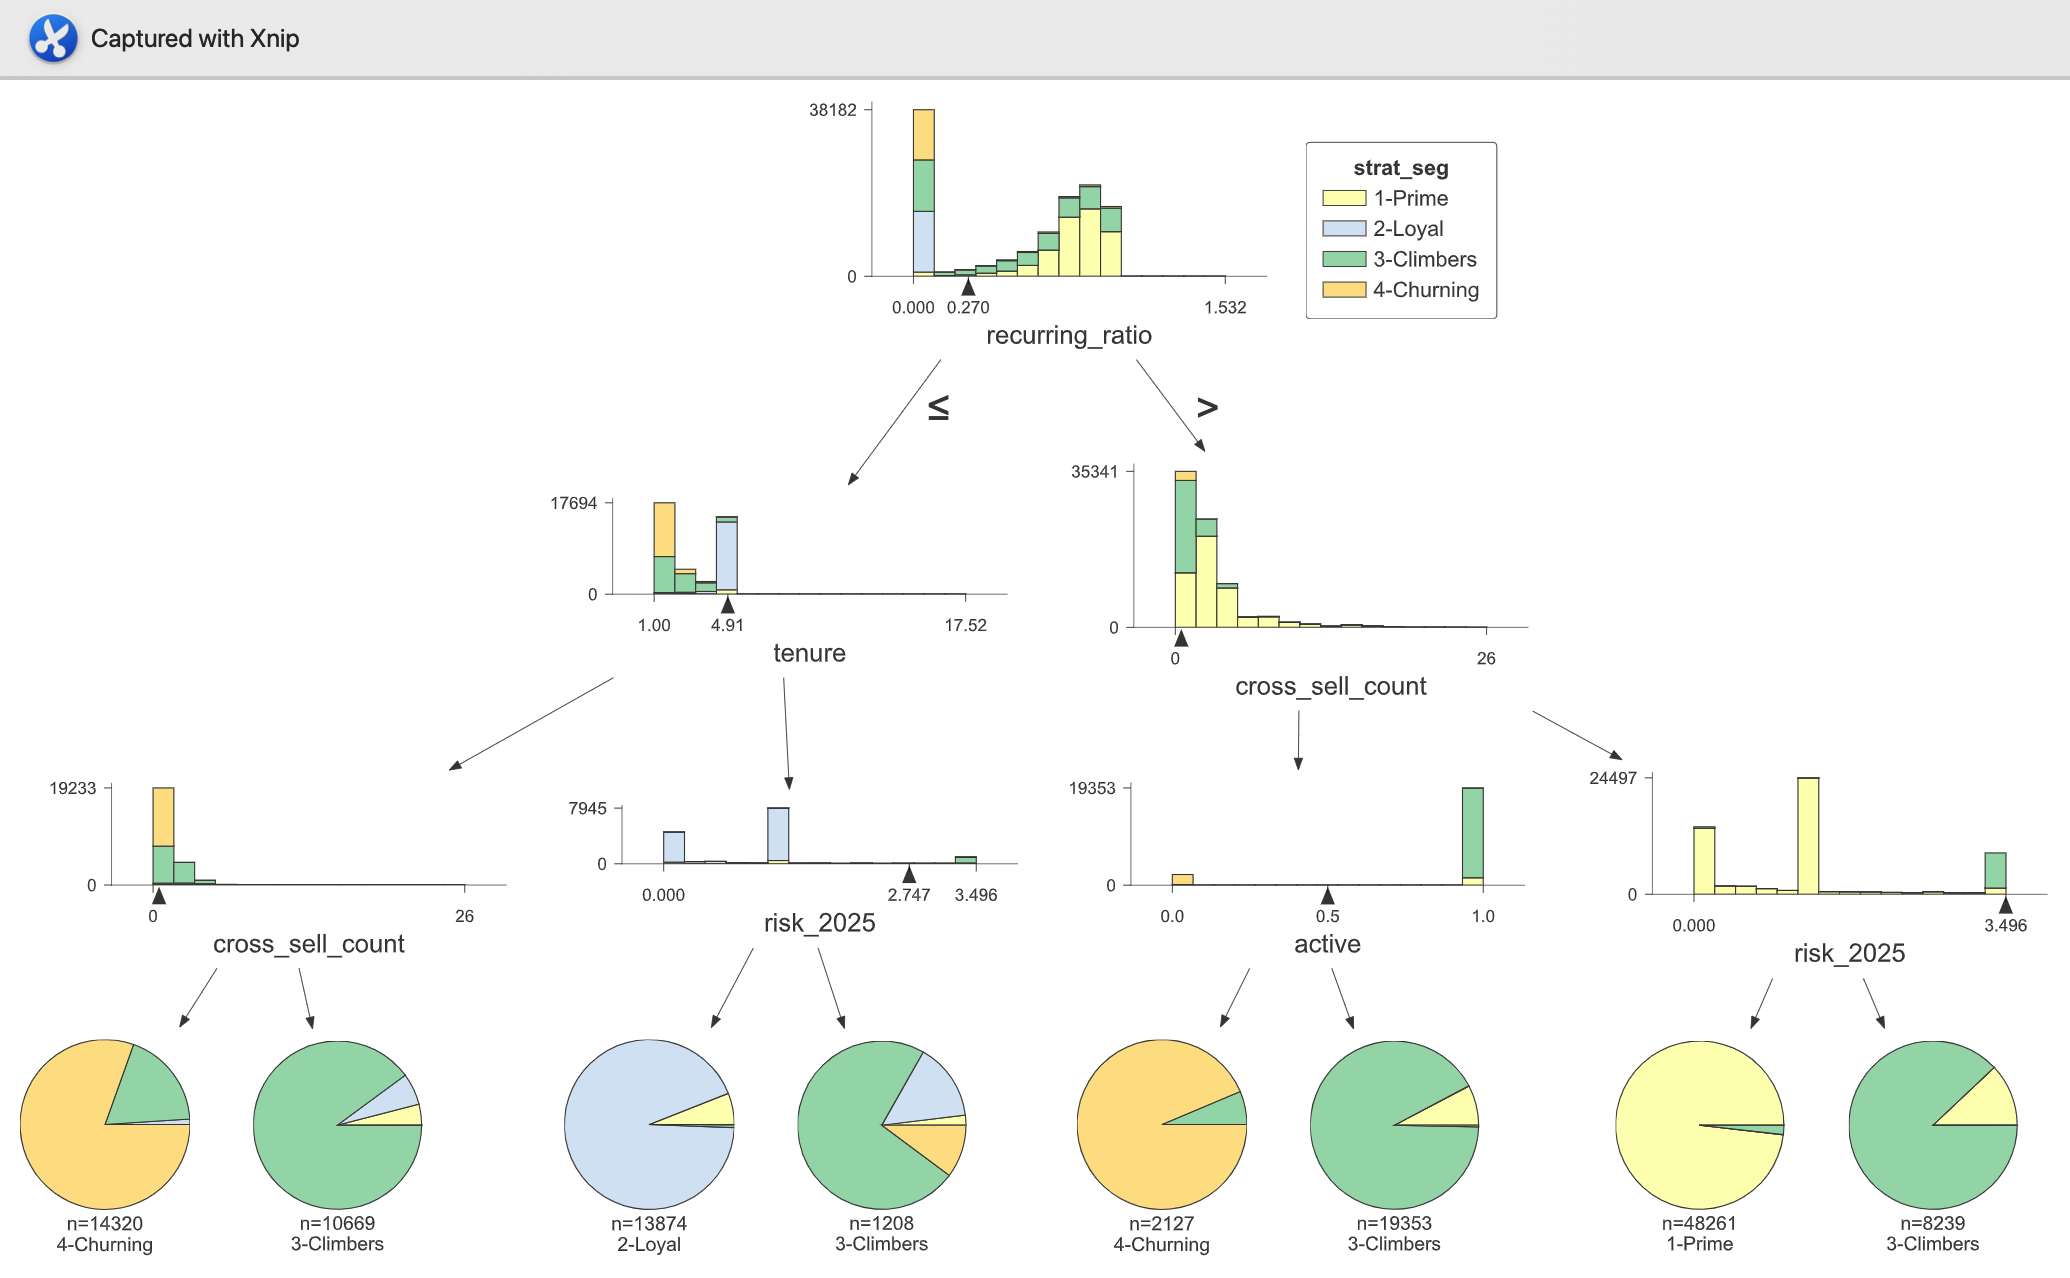 Captured with Xnip
38182
0
0.000 0.270 1.532
recurring_ratio
strat_seg
1-Prime
2-Loyal
3-Climbers
4-Churning
≤
>
17694
0
1.00 4.91 17.52
tenure
35341
0
0 26
cross_sell_count
19233
0
0 26
cross_sell_count
7945
0
0.000 2.747 3.496
risk_2025
19353
0
0.0 0.5 1.0
active
24497
0
0.000 3.496
risk_2025
n=14320
4-Churning
n=10669
3-Climbers
n=13874
2-Loyal
n=1208
3-Climbers
n=2127
4-Churning
n=19353
3-Climbers
n=48261
1-Prime
n=8239
3-Climbers